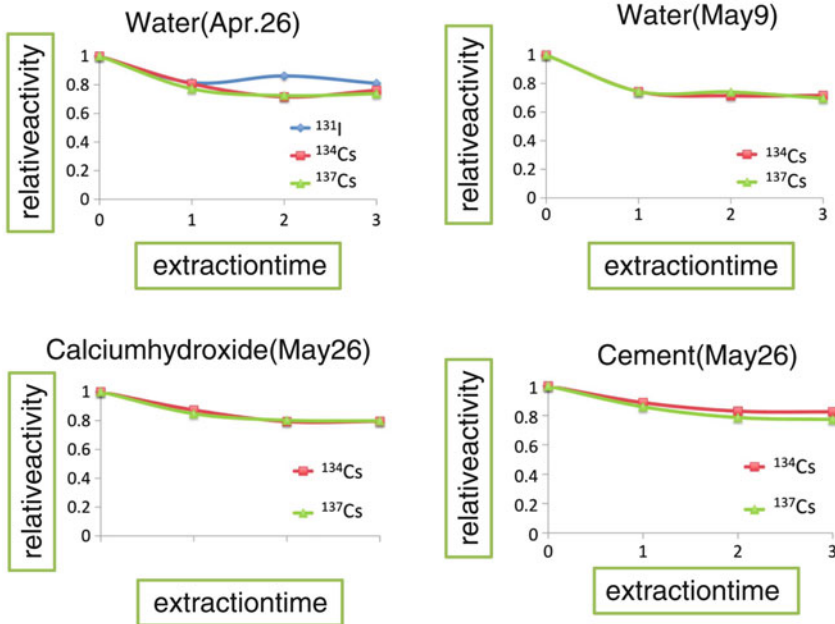 Water(Apr.26)
relativeactivity
1
0.8
0.6
0.4
0.2
0
0 1 2 3
131I
134Cs
137Cs
extractiontime
Water(May9)
relativeactivity
1
0.8
0.6
0.4
0.2
0
0 1 2 3
134Cs
137Cs
extractiontime
Calciumhydroxide(May26)
relativeactivity
1
0.8
0.6
0.4
0.2
0
134Cs
137Cs
extractiontime
Cement(May26)
relativeactivity
1
0.8
0.6
0.4
0.2
0
0 1 2 3
134Cs
137Cs
extractiontime